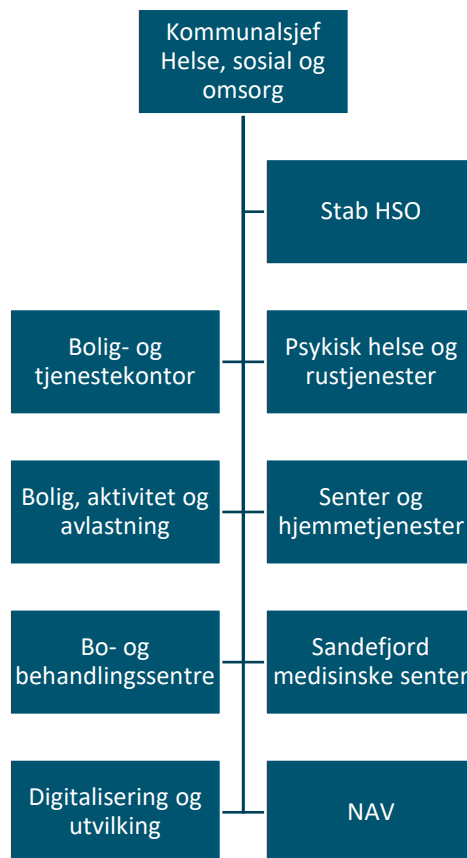 Kommunalsjef
Helse, sosial og
omsorg
Stab HSO
Bolig- og
tjenestekontor
Psykisk helse og
rustjenester
Bolig, aktivitet og
avlastning
Senter og
hjemmetjenester
Bo- og
behandlingssentre
Sandefjord
medisinske senter
Digitalisering og
utvilking
NAV